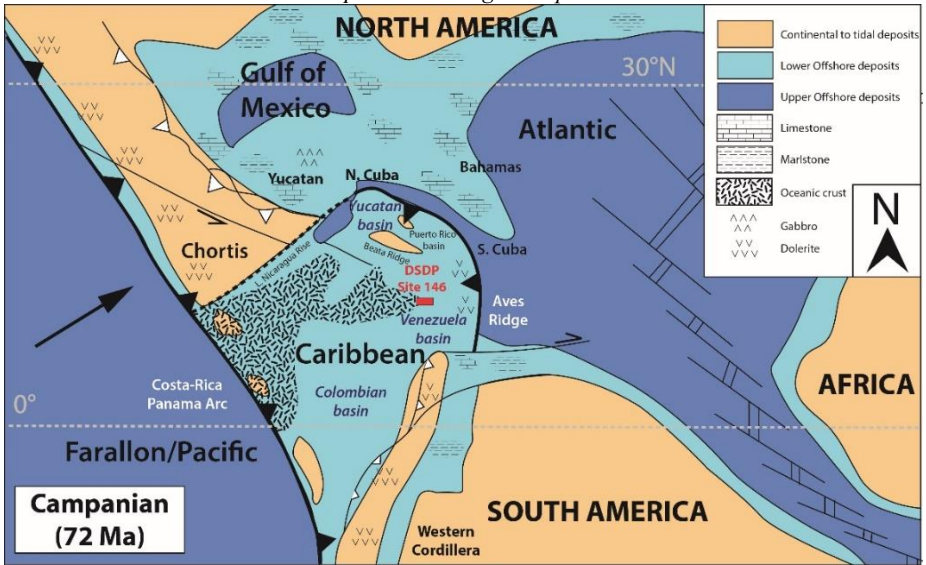 NORTH AMERICA
Gulf of
Mexico
30°N
Atlantic
Bahamas
Yucatan
N. Cuba
Yucatan
basin
Puerto Rico
basin
Beata Ridge
S. Cuba
Chortis
L. Nicaragua Rise
DSDP
Site 146
Aves
Ridge
Venezuela
basin
Caribbean
Costa-Rica
Panama Arc
Colombian
basin
0°
Farallon/Pacific
AFRICA
SOUTH AMERICA
Western
Cordillera
Campanian
(72 Ma)
Continental to tidal deposits
Lower Offshore deposits
Upper Offshore deposits
Limestone
Marlstone
Oceanic crust
Gabbro
Dolerite
N